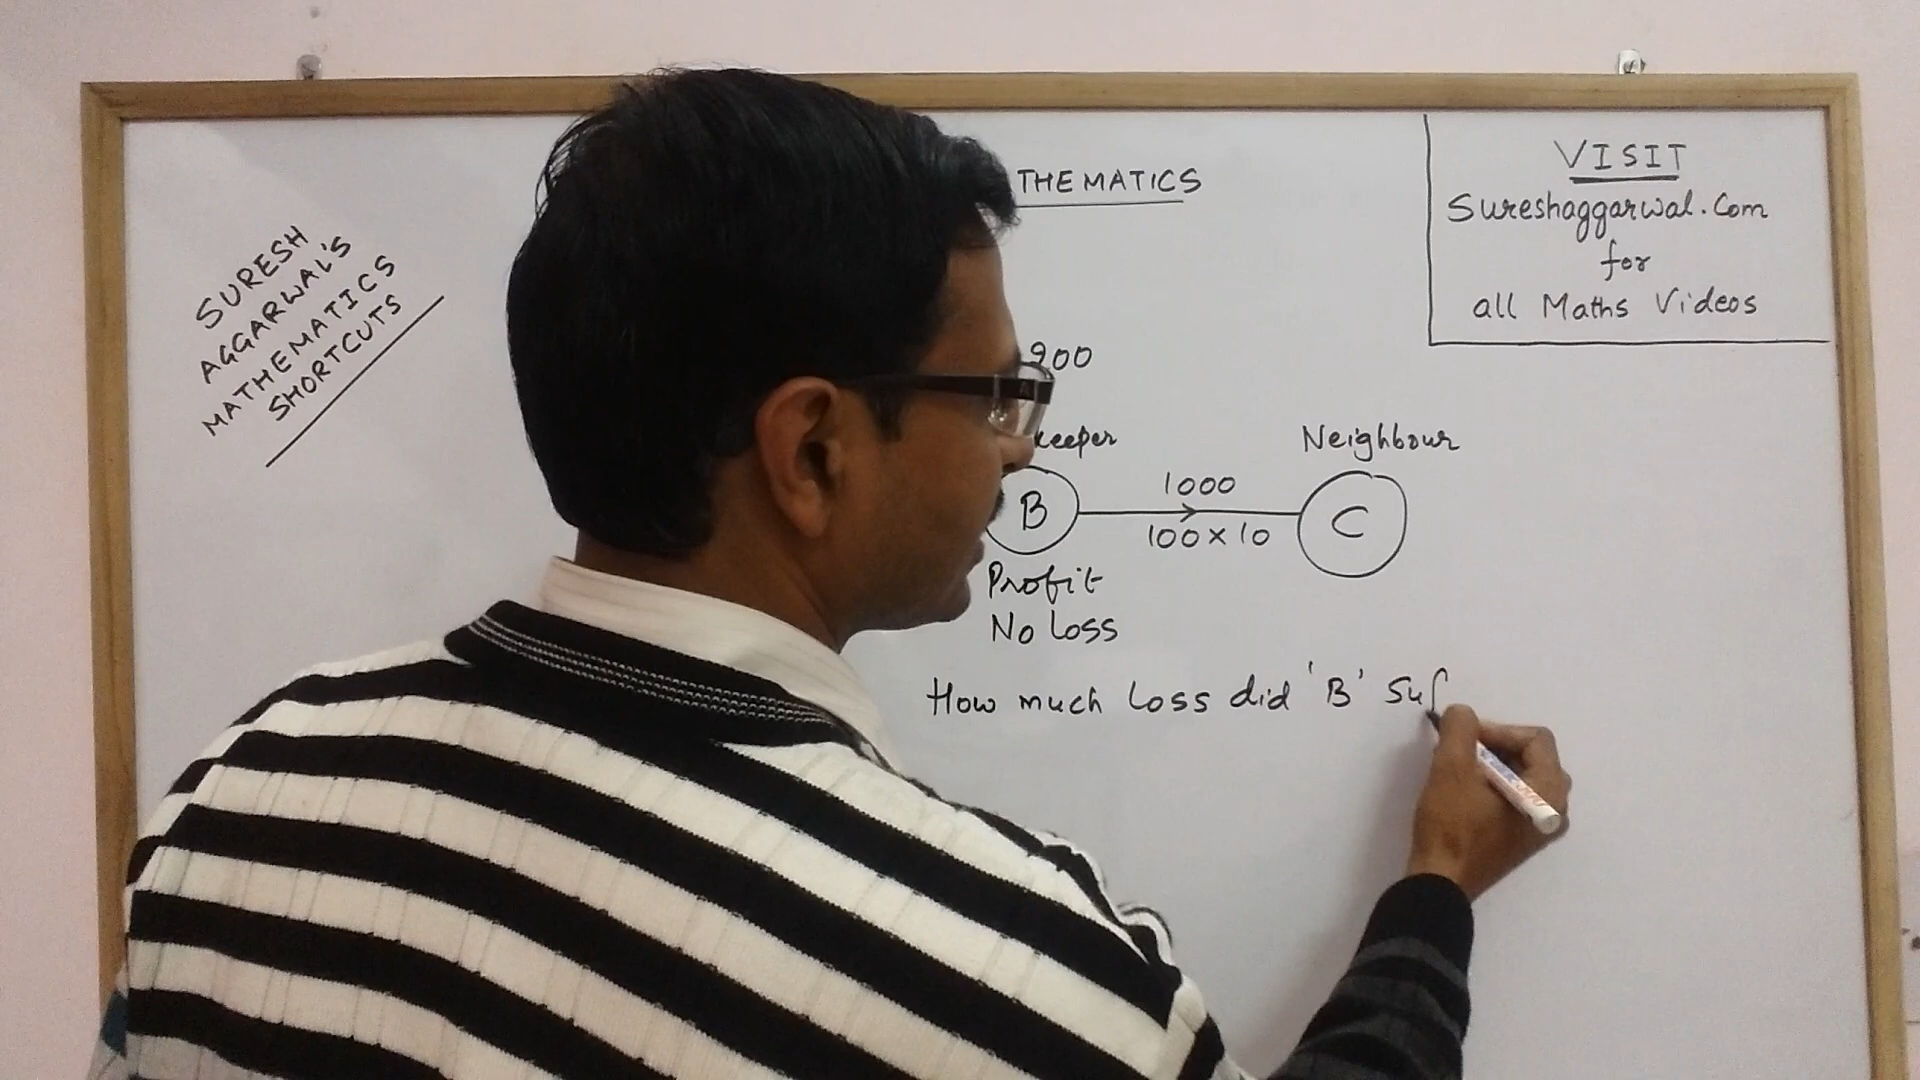 SURESH
AGGARWAL'S
MATHEMATICS
SHORTCUTS
THEMATICS
VISIT
Sureshaggarwal.Com
for
all Maths Videos
900
keeper
Neighbour
B
1000
100 x 10
C
Profit
No Loss
How much Loss did 'B' Suf